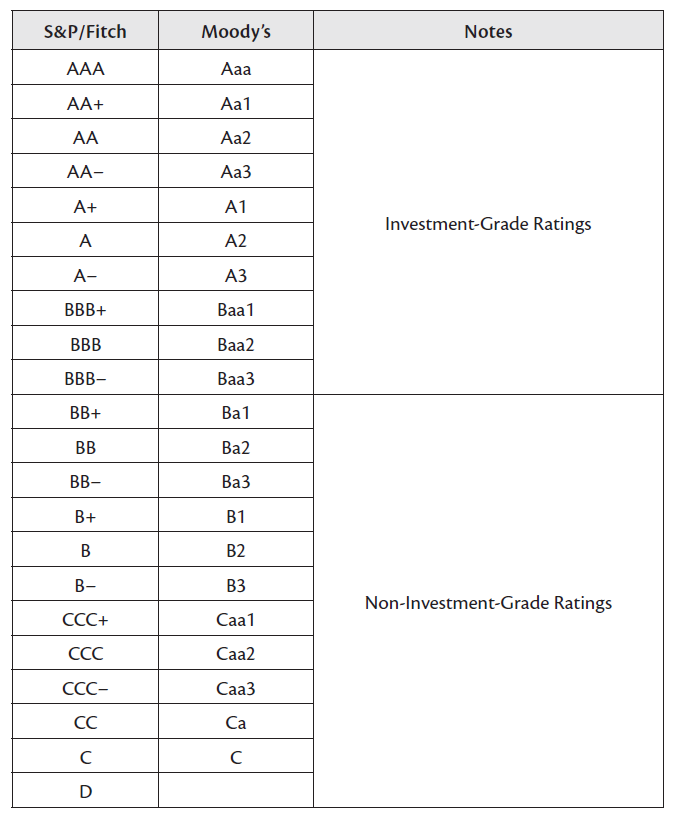 S&P/Fitch Moody’s Notes
AAA Aaa
AA+ Aa1
AA Aa2
AA– Aa3
A+ A1
Investment-Grade Ratings
A A2
A– A3
BBB+ Baa1
BBB Baa2
BBB– Baa3
BB+ Ba1
BB Ba2
BB– Ba3
B+ B1
B B2
B– B3
Non-Investment-Grade Ratings
CCC+ Caa1
CCC Caa2
CCC– Caa3
CC Ca
C C
D